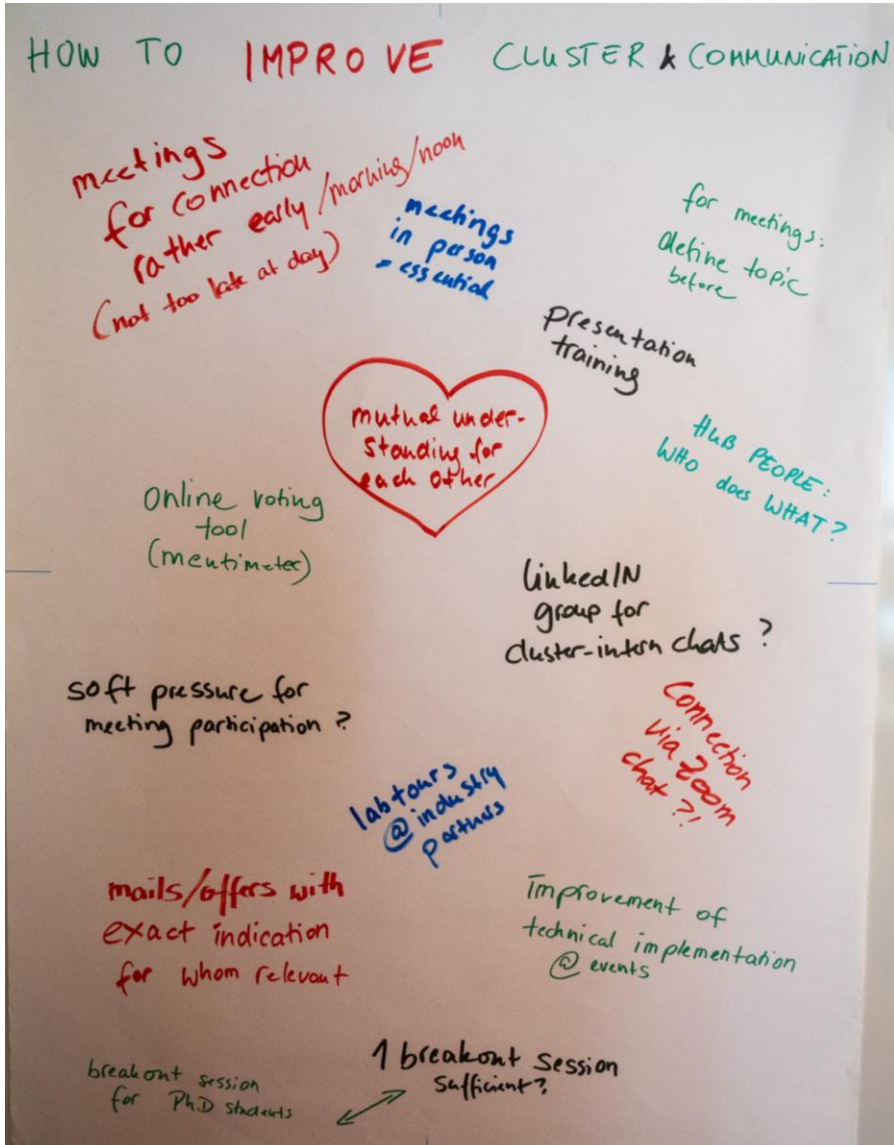 HOW TO IMPROVE CLUSTER & COMMUNICATION
meetings
for connection
rather early/morning/noon
(not too late at day)
meetings
in person
= essential
for meetings:
define topic
before
presentation
training
mutual under-
standing for
each other
HUB PEOPLE:
WHO does WHAT?
Online voting
tool
(mentimeter)
linkedIN
group for
cluster-intern chats?
soft pressure for
meeting participation?
Connection
via Zoom
chat?!
labtours
@industry
partners
mails/offers with
exact indication
for whom relevant
Improvement of
technical implementation
@ events
breakout session
for PhD students
1 breakout session
sufficient?